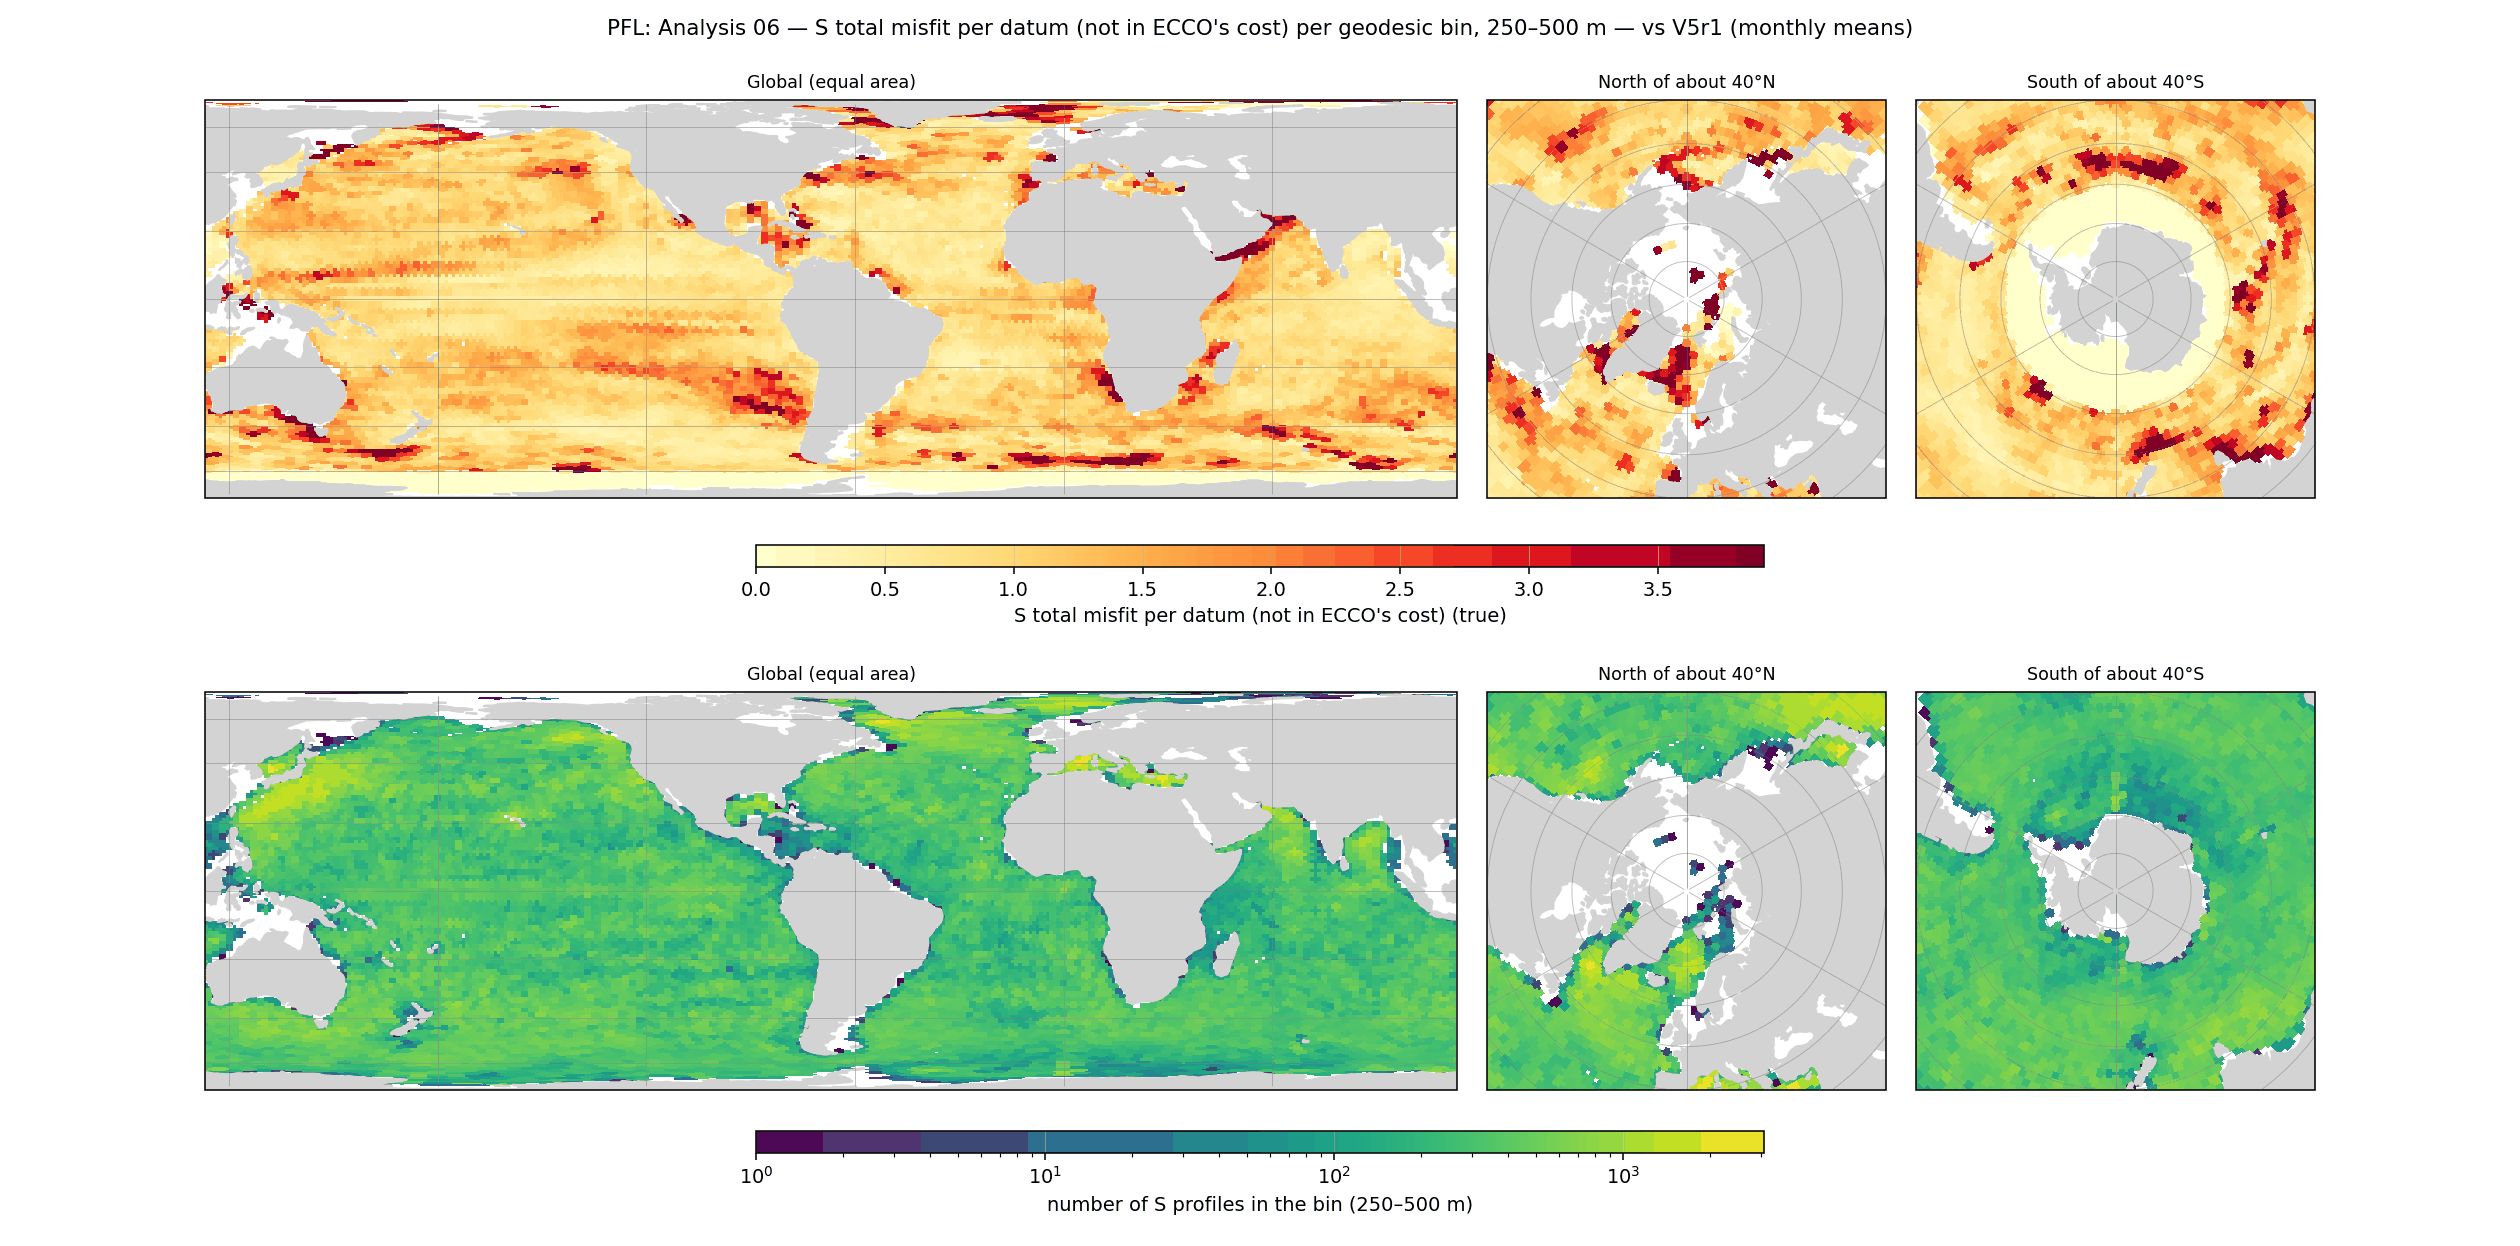 PFL: Analysis 06 — S total misfit per datum (not in ECCO's cost) per geodesic bin, 250–500 m — vs V5r1 (monthly means)
Global (equal area)
North of about 40°N
South of about 40°S
0.0 0.5 1.0 1.5 2.0 2.5 3.0 3.5
S total misfit per datum (not in ECCO's cost) (true)
Global (equal area)
North of about 40°N
South of about 40°S
10⁰ 10¹ 10² 10³
number of S profiles in the bin (250–500 m)